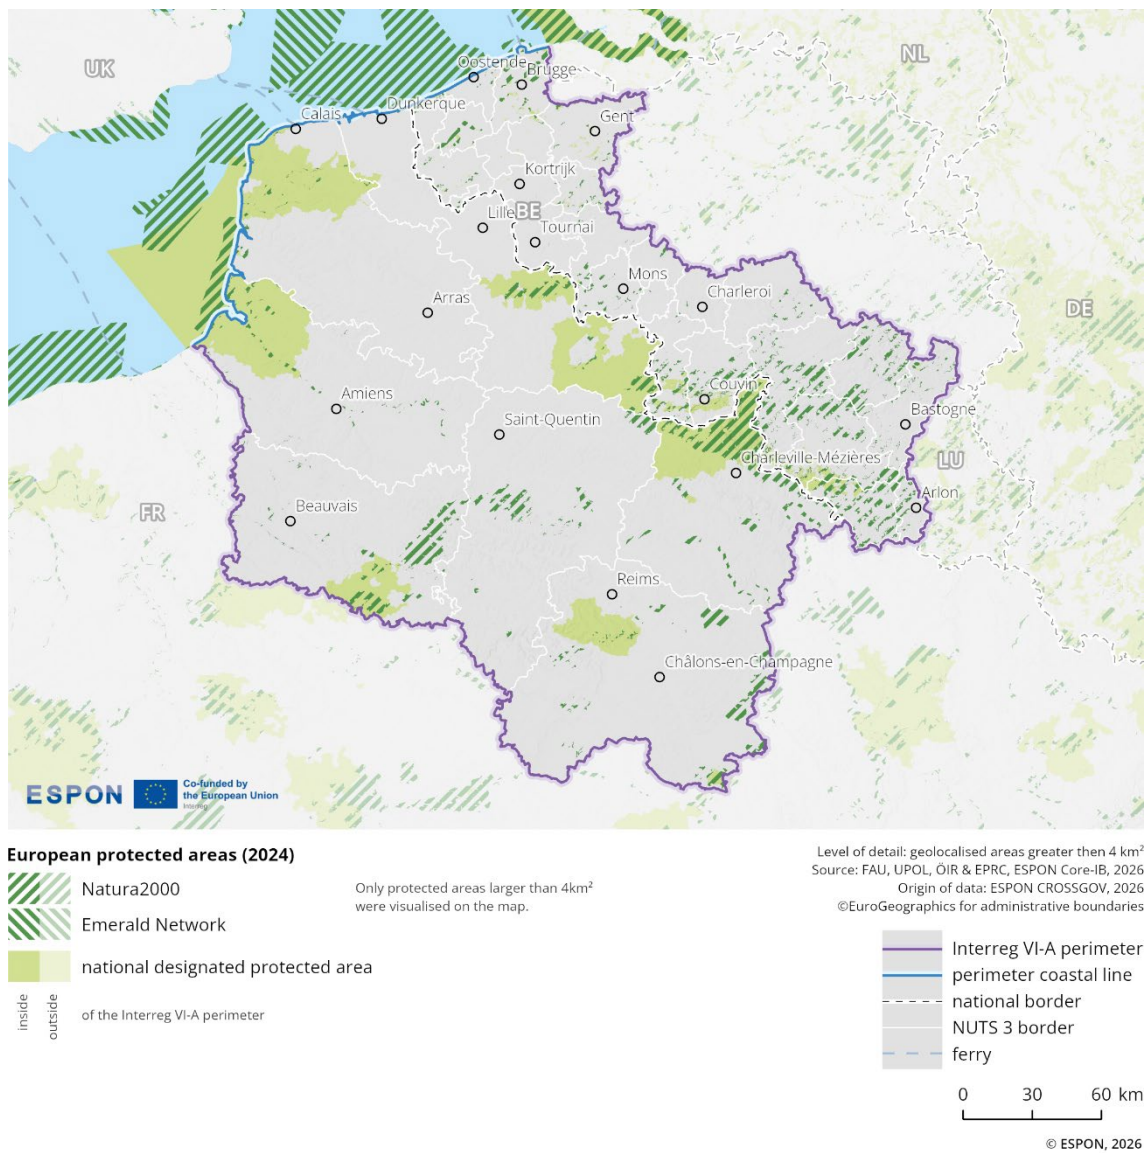 UK
NL
Oostende
Brugge
Dunkerque
Calais
Gent
Kortrijk
Lille
BE
Tournai
Mons
Charleroi
DE
Arras
Couvin
Amiens
Bastogne
Saint-Quentin
Charleville-Mézières
LU
Beauvais
FR
Arlon
Reims
Châlons-en-Champagne
ESPON
Co-funded by
the European Union
Interreg
European protected areas (2024)
Natura2000
Emerald Network
national designated protected area
inside
outside
of the Interreg VI-A perimeter
Only protected areas larger than 4km²
were visualised on the map.
Level of detail: geolocalised areas greater then 4 km²
Source: FAU, UPOL, ÖIR & EPRC, ESPON Core-IB, 2026
Origin of data: ESPON CROSSGOV, 2026
©EuroGeographics for administrative boundaries
Interreg VI-A perimeter
perimeter coastal line
national border
NUTS 3 border
ferry
0 30 60 km
© ESPON, 2026